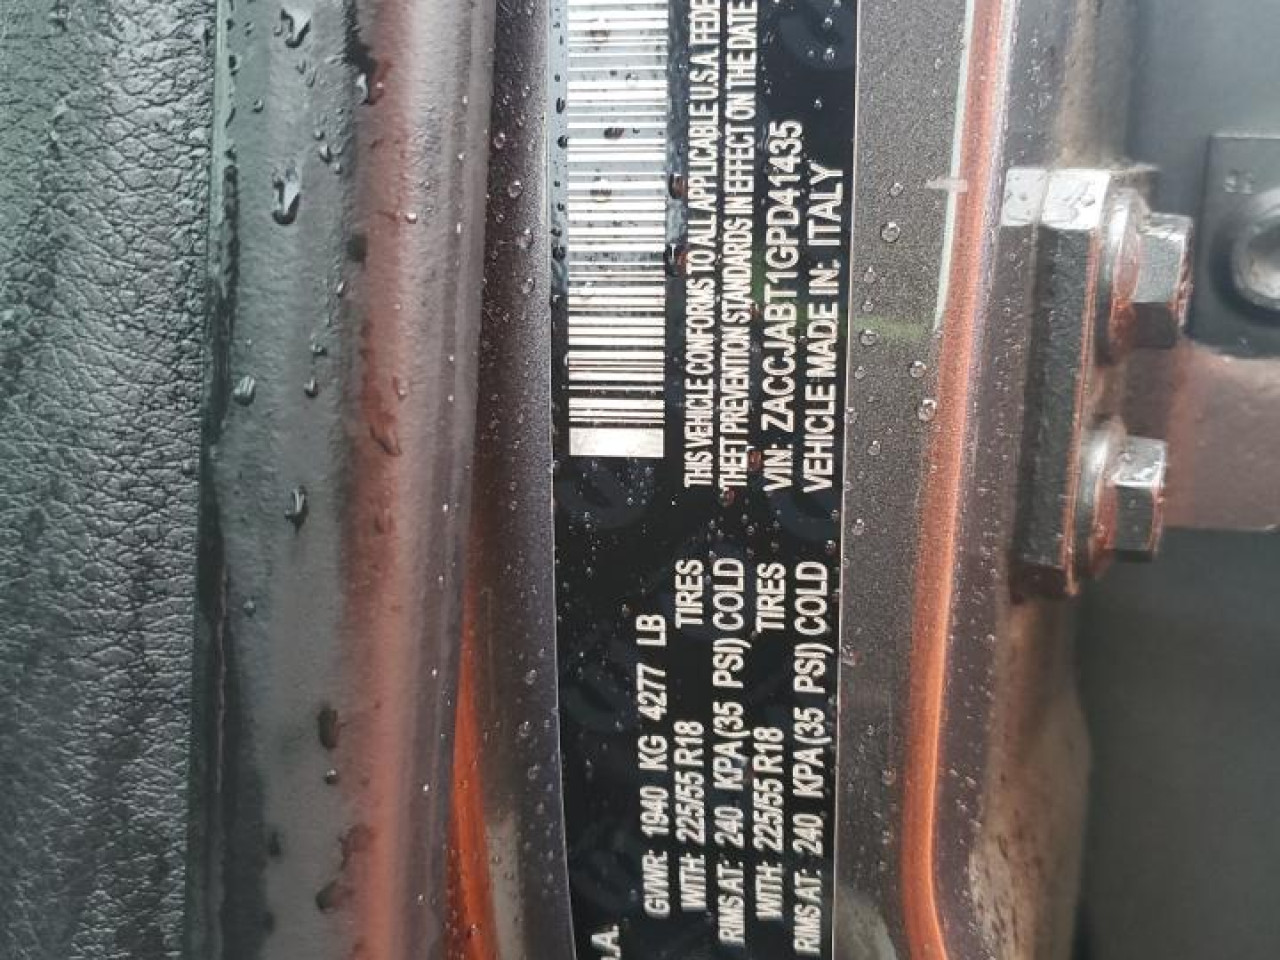 .A.
GVWR: 1940 KG 4277 LB
WITH: 225/55 R18 TIRES
RIMS AT: 240 KPA(35 PSI) COLD
WITH: 225/55 R18 TIRES
RIMS AT: 240 KPA(35 PSI) COLD
THIS VEHICLE CONFORMS TO ALL APPLICABLE U.S.A. FEDE
THEFT PREVENTION STANDARDS IN EFFECT ON THE DATE
VIN: ZACCJABT1GPD41435
VEHICLE MADE IN: ITALY